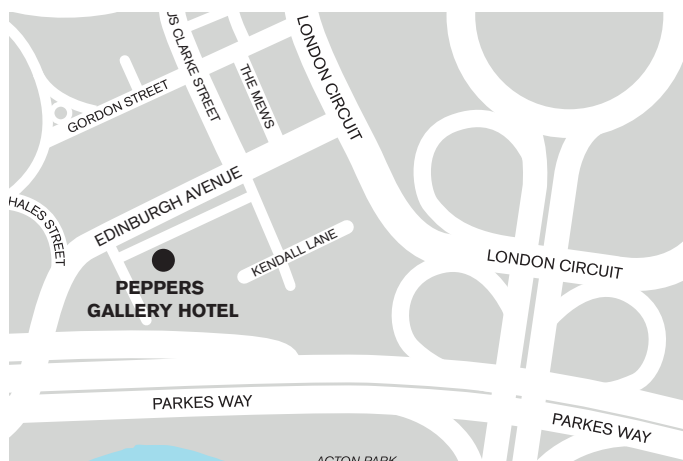 US CLARKE STREET
LONDON CIRCUIT
THE MEWS
GORDON STREET
EDINBURGH AVENUE
HALES STREET
KENDALL LANE
LONDON CIRCUIT
PEPPERS
GALLERY HOTEL
PARKES WAY
PARKES WAY
ACTON PARK